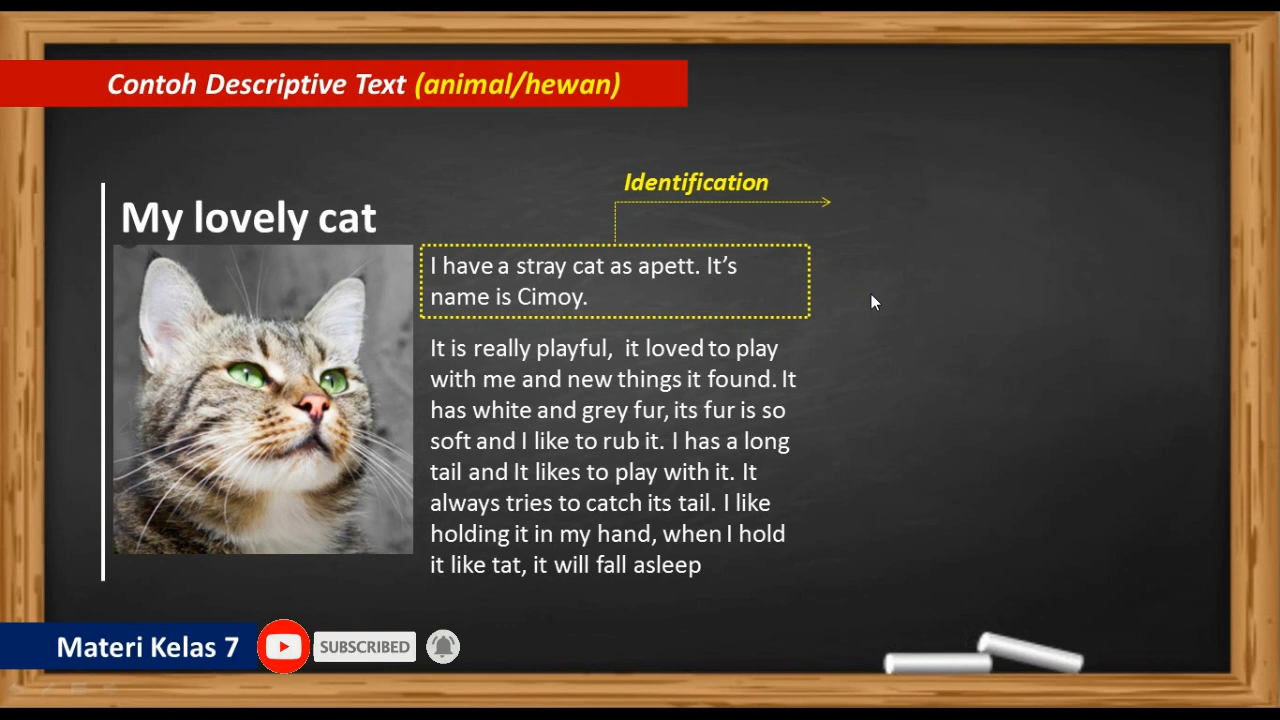 Contoh Descriptive Text (animal/hewan)
Identification
My lovely cat
I have a stray cat as apett. It's
name is Cimoy.
It is really playful, it loved to play
with me and new things it found. It
has white and grey fur, its fur is so
soft and I like to rub it. I has a long
tail and It likes to play with it. It
always tries to catch its tail. I like
holding it in my hand, when I hold
it like tat, it will fall asleep
Materi Kelas 7
SUBSCRIBED